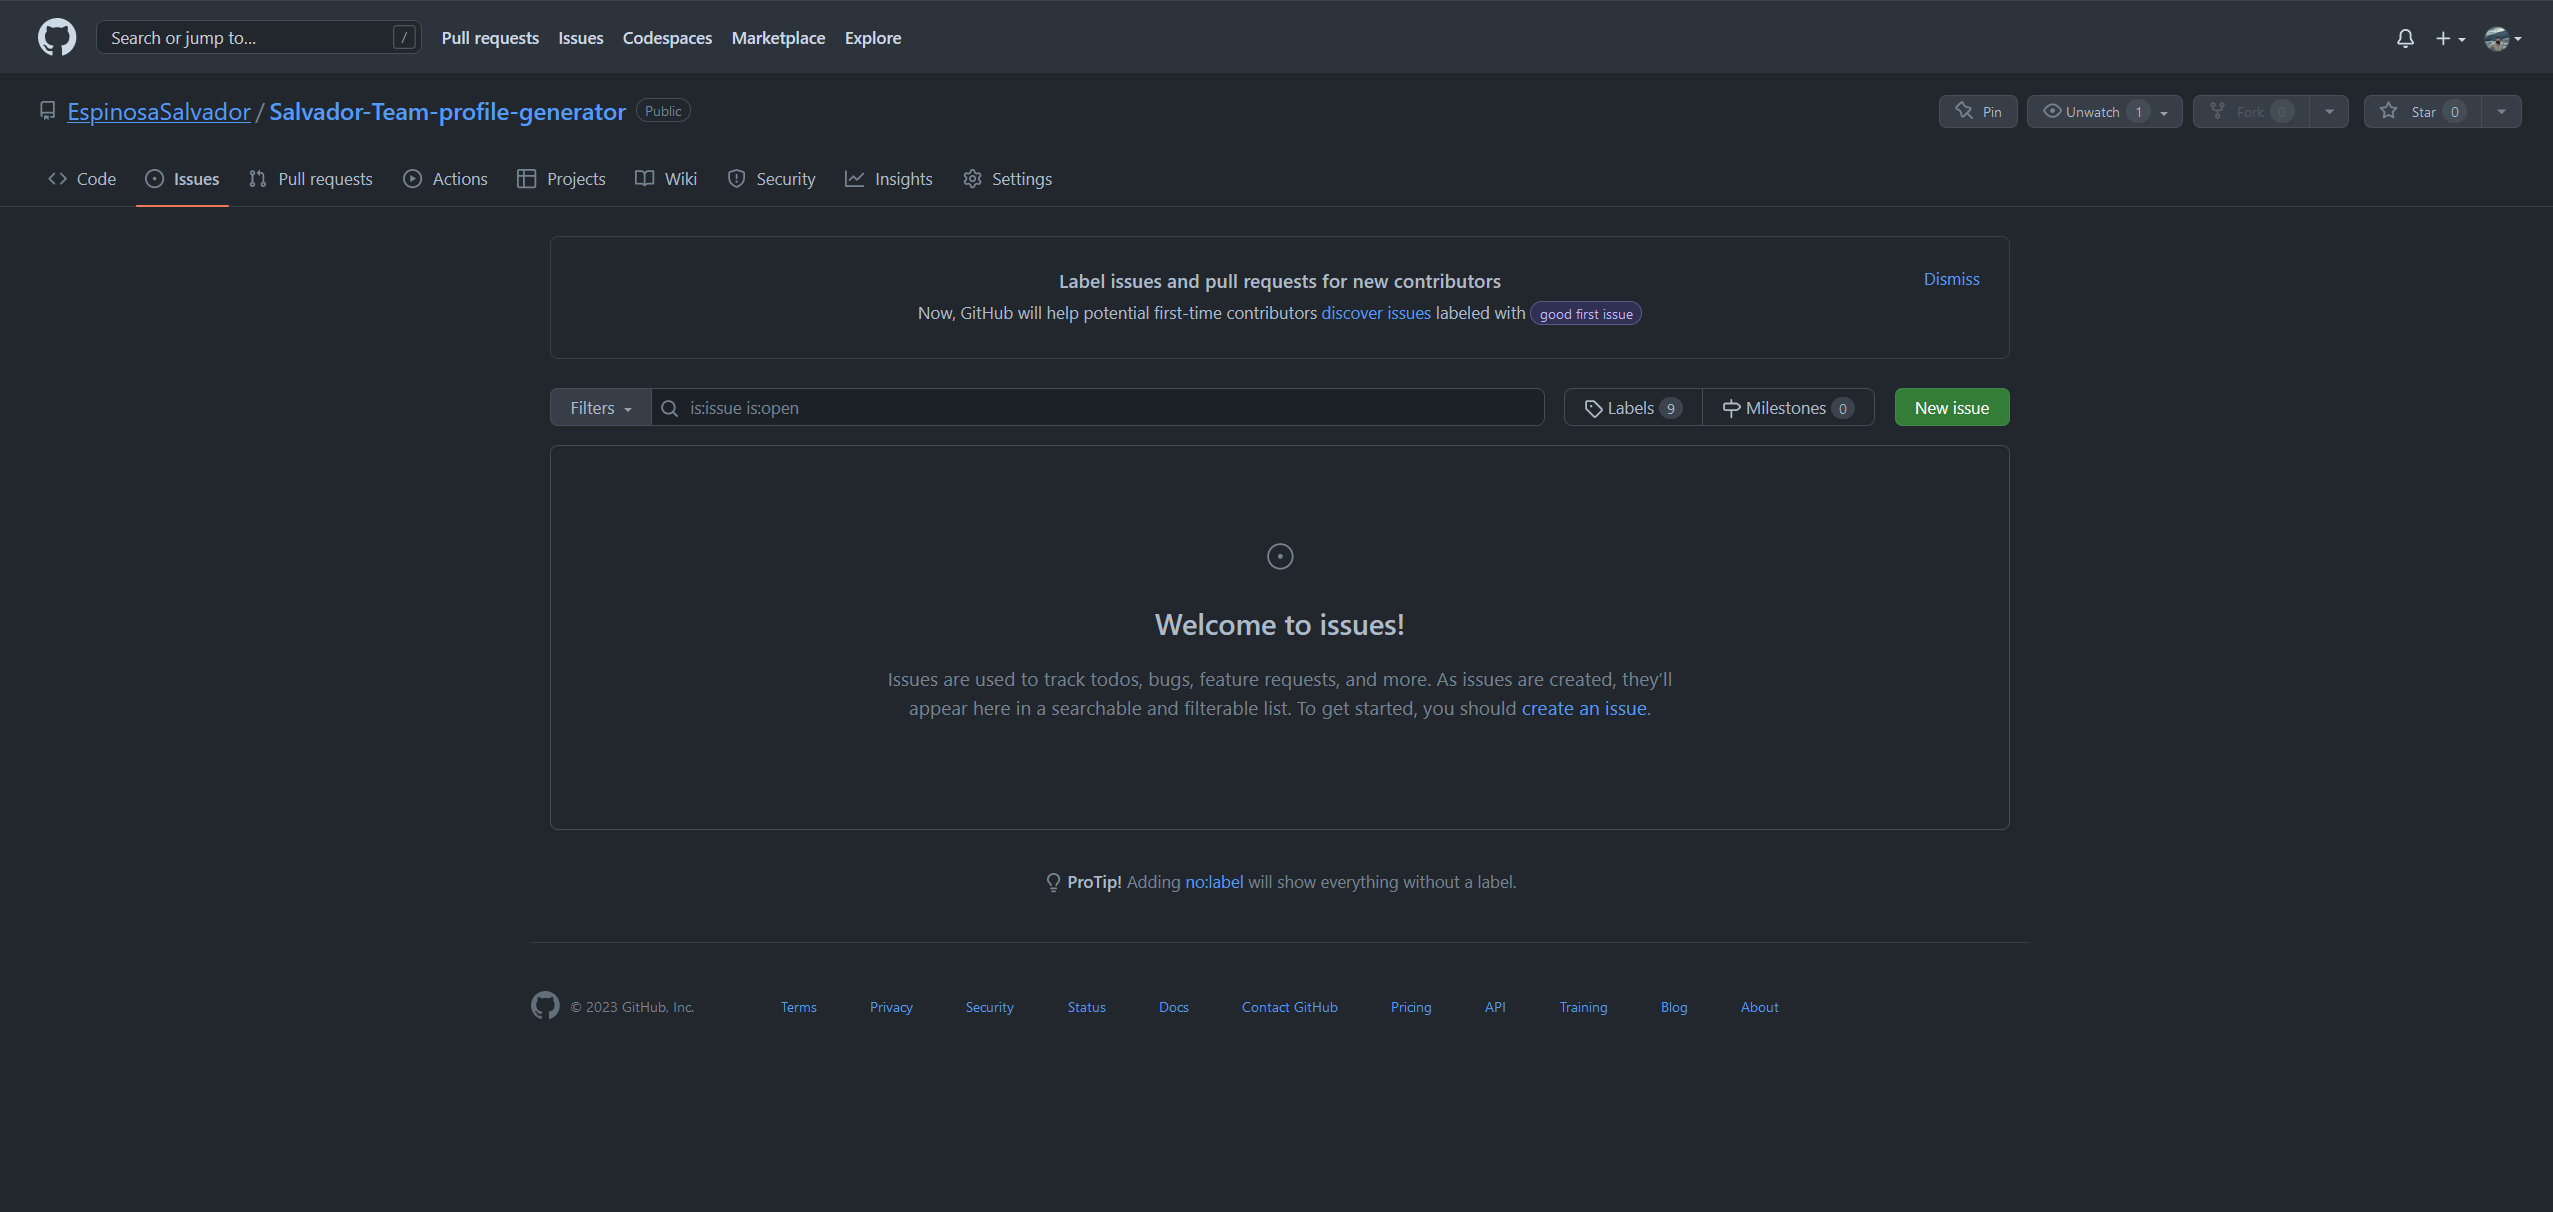 Search or jump to... / Pull requests Issues Codespaces Marketplace Explore
EspinosaSalvador / Salvador-Team-profile-generator Public Pin Unwatch 1 Fork 0 Star 0
Code Issues Pull requests Actions Projects Wiki Security Insights Settings
Label issues and pull requests for new contributors Dismiss
Now, GitHub will help potential first-time contributors discover issues labeled with good first issue
Filters is:issue is:open Labels 9 Milestones 0 New issue
Welcome to issues!
Issues are used to track todos, bugs, feature requests, and more. As issues are created, they’ll
appear here in a searchable and filterable list. To get started, you should create an issue.
ProTip! Adding no:label will show everything without a label.
© 2023 GitHub, Inc. Terms Privacy Security Status Docs Contact GitHub Pricing API Training Blog About